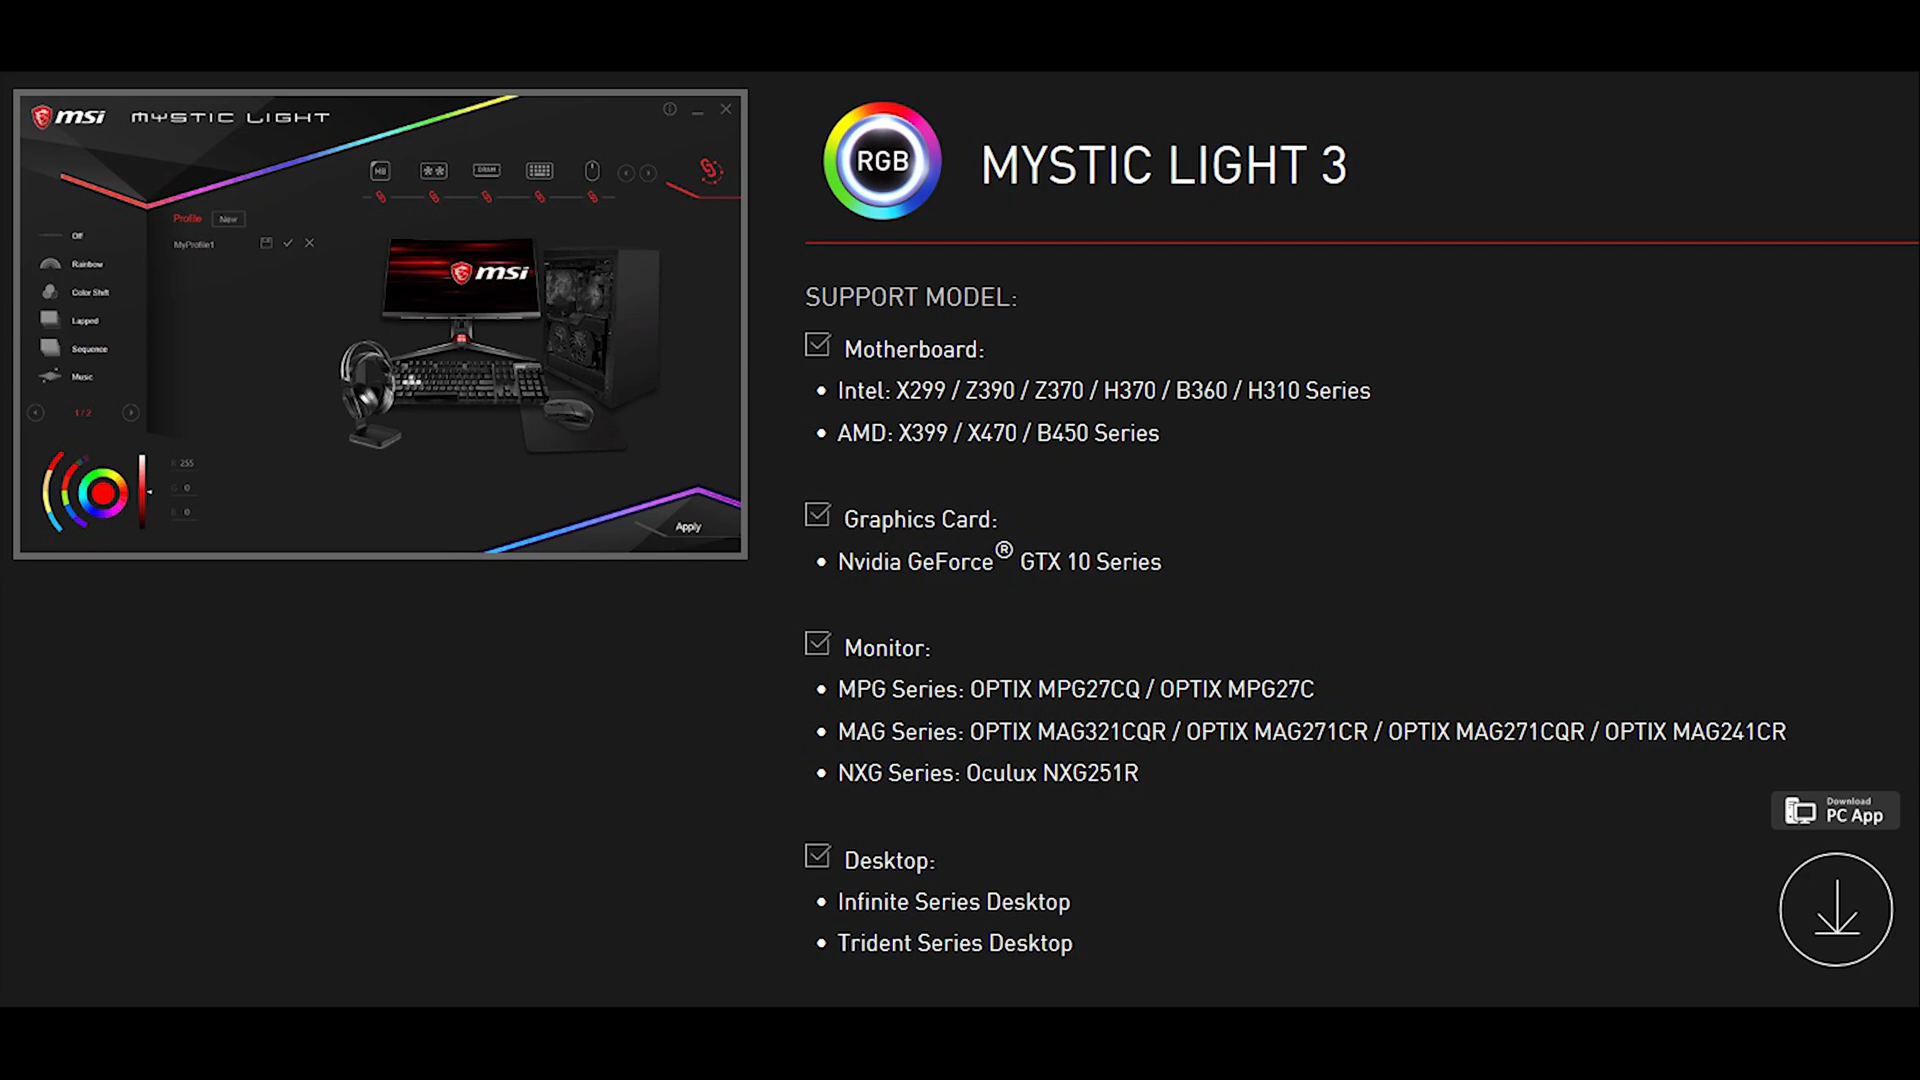 msi MYSTIC LIGHT
MB
DRAM
Profile New
MyProfile1
Off
Rainbow
Color Shift
Lapped
Sequence
Music
1/2
R 255
G 0
B 0
msi
Apply
RGB
MYSTIC LIGHT 3
SUPPORT MODEL:
Motherboard:
• Intel: X299 / Z390 / Z370 / H370 / B360 / H310 Series
• AMD: X399 / X470 / B450 Series
Graphics Card:
• Nvidia GeForce® GTX 10 Series
Monitor:
• MPG Series: OPTIX MPG27CQ / OPTIX MPG27C
• MAG Series: OPTIX MAG321CQR / OPTIX MAG271CR / OPTIX MAG271CQR / OPTIX MAG241CR
• NXG Series: Oculux NXG251R
Desktop:
• Infinite Series Desktop
• Trident Series Desktop
Download
PC App